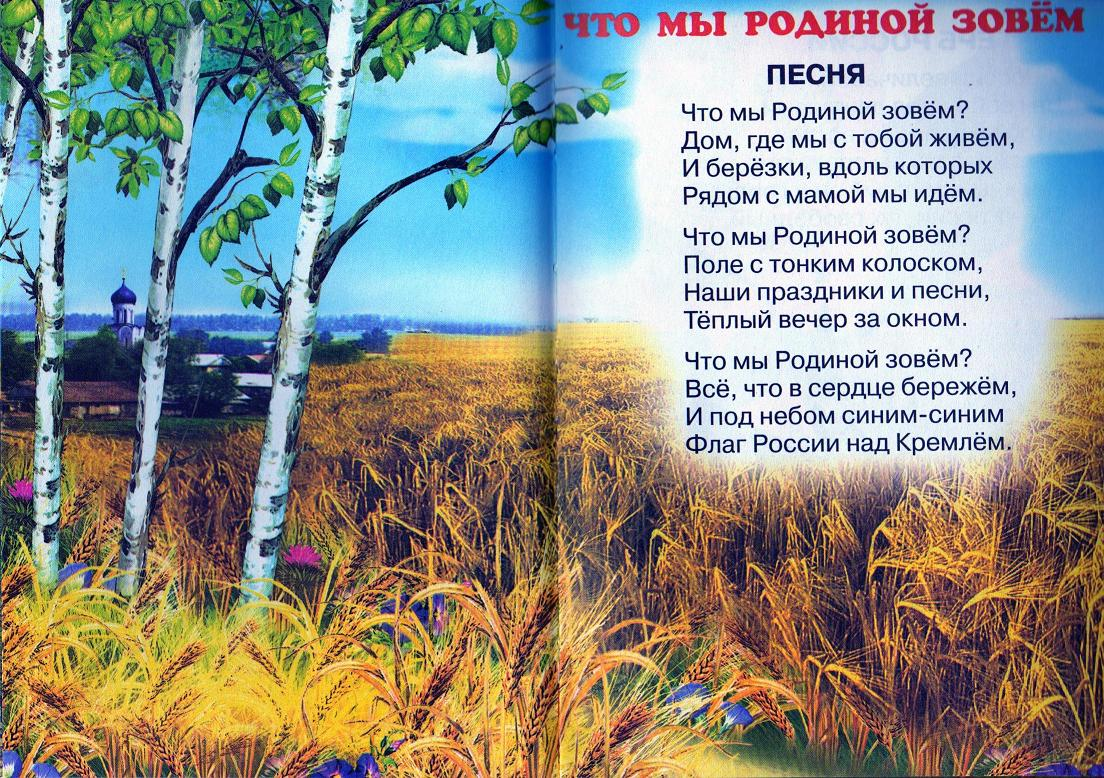 ЧТО МЫ РОДИНОЙ ЗОВЁМ
ПЕСНЯ
Что мы Родиной зовём?
Дом, где мы с тобой живём,
И берёзки, вдоль которых
Рядом с мамой мы идём.
Что мы Родиной зовём?
Поле с тонким колоском,
Наши праздники и песни,
Тёплый вечер за окном.
Что мы Родиной зовём?
Всё, что в сердце бережём,
И под небом синим-синим
Флаг России над Кремлём.